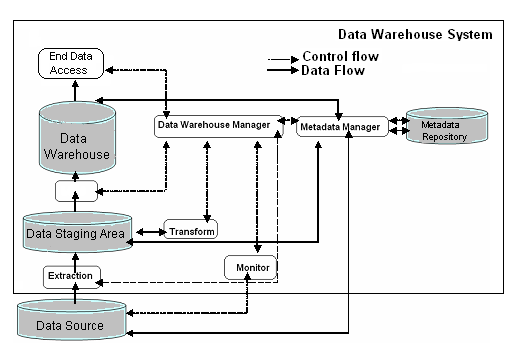 Data Warehouse System
End Data
Access
Control flow
Data Flow
Data
Warehouse
Data Warehouse Manager
Metadata Manager
Metadata
Repository
Data Staging Area
Transform
Extraction
Monitor
Data Source